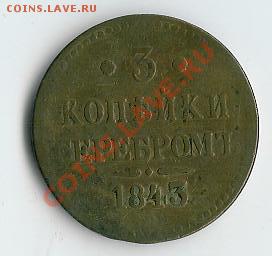 COINS.LAVE.RU
· 3 ·
КОПѢЙКИ
СЕРЕБРОМЪ
1843
COINS.LAVE.RU